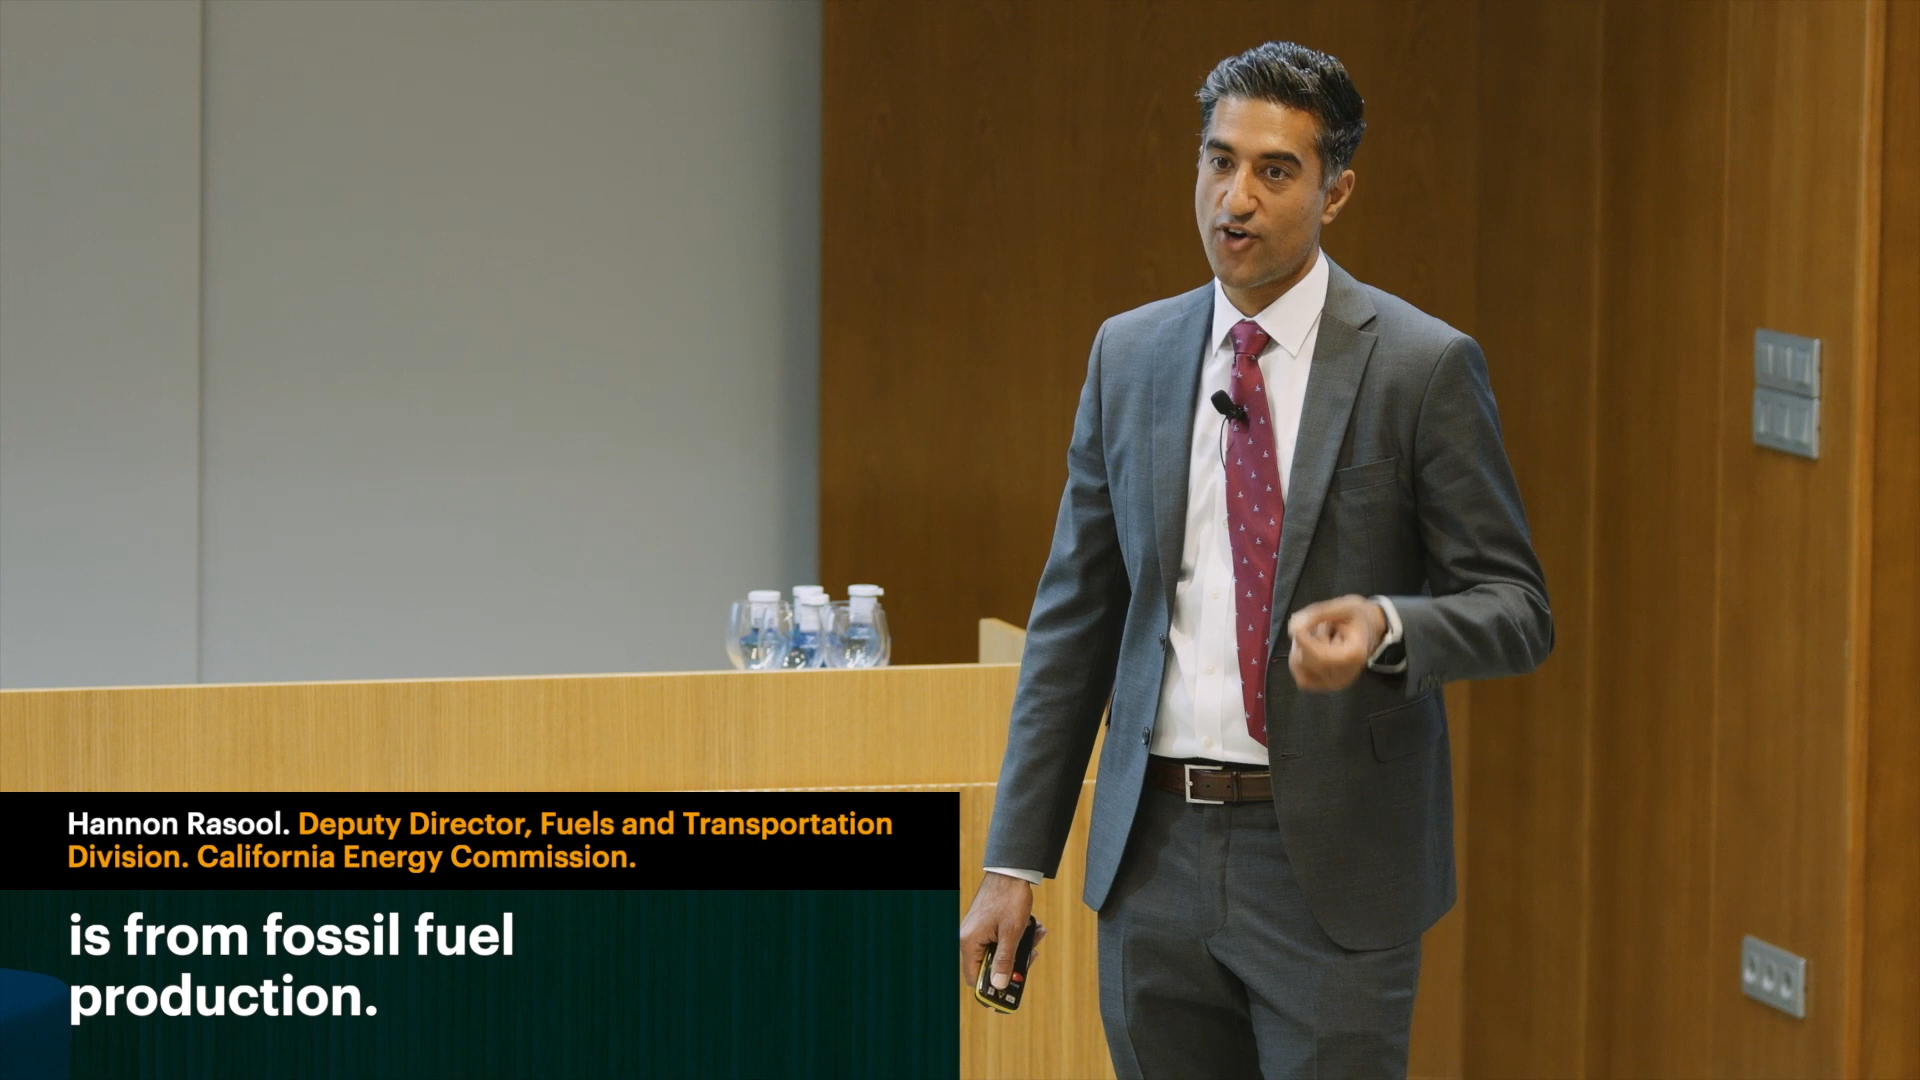 Hannon Rasool. Deputy Director, Fuels and Transportation
Division. California Energy Commission.
is from fossil fuel
production.